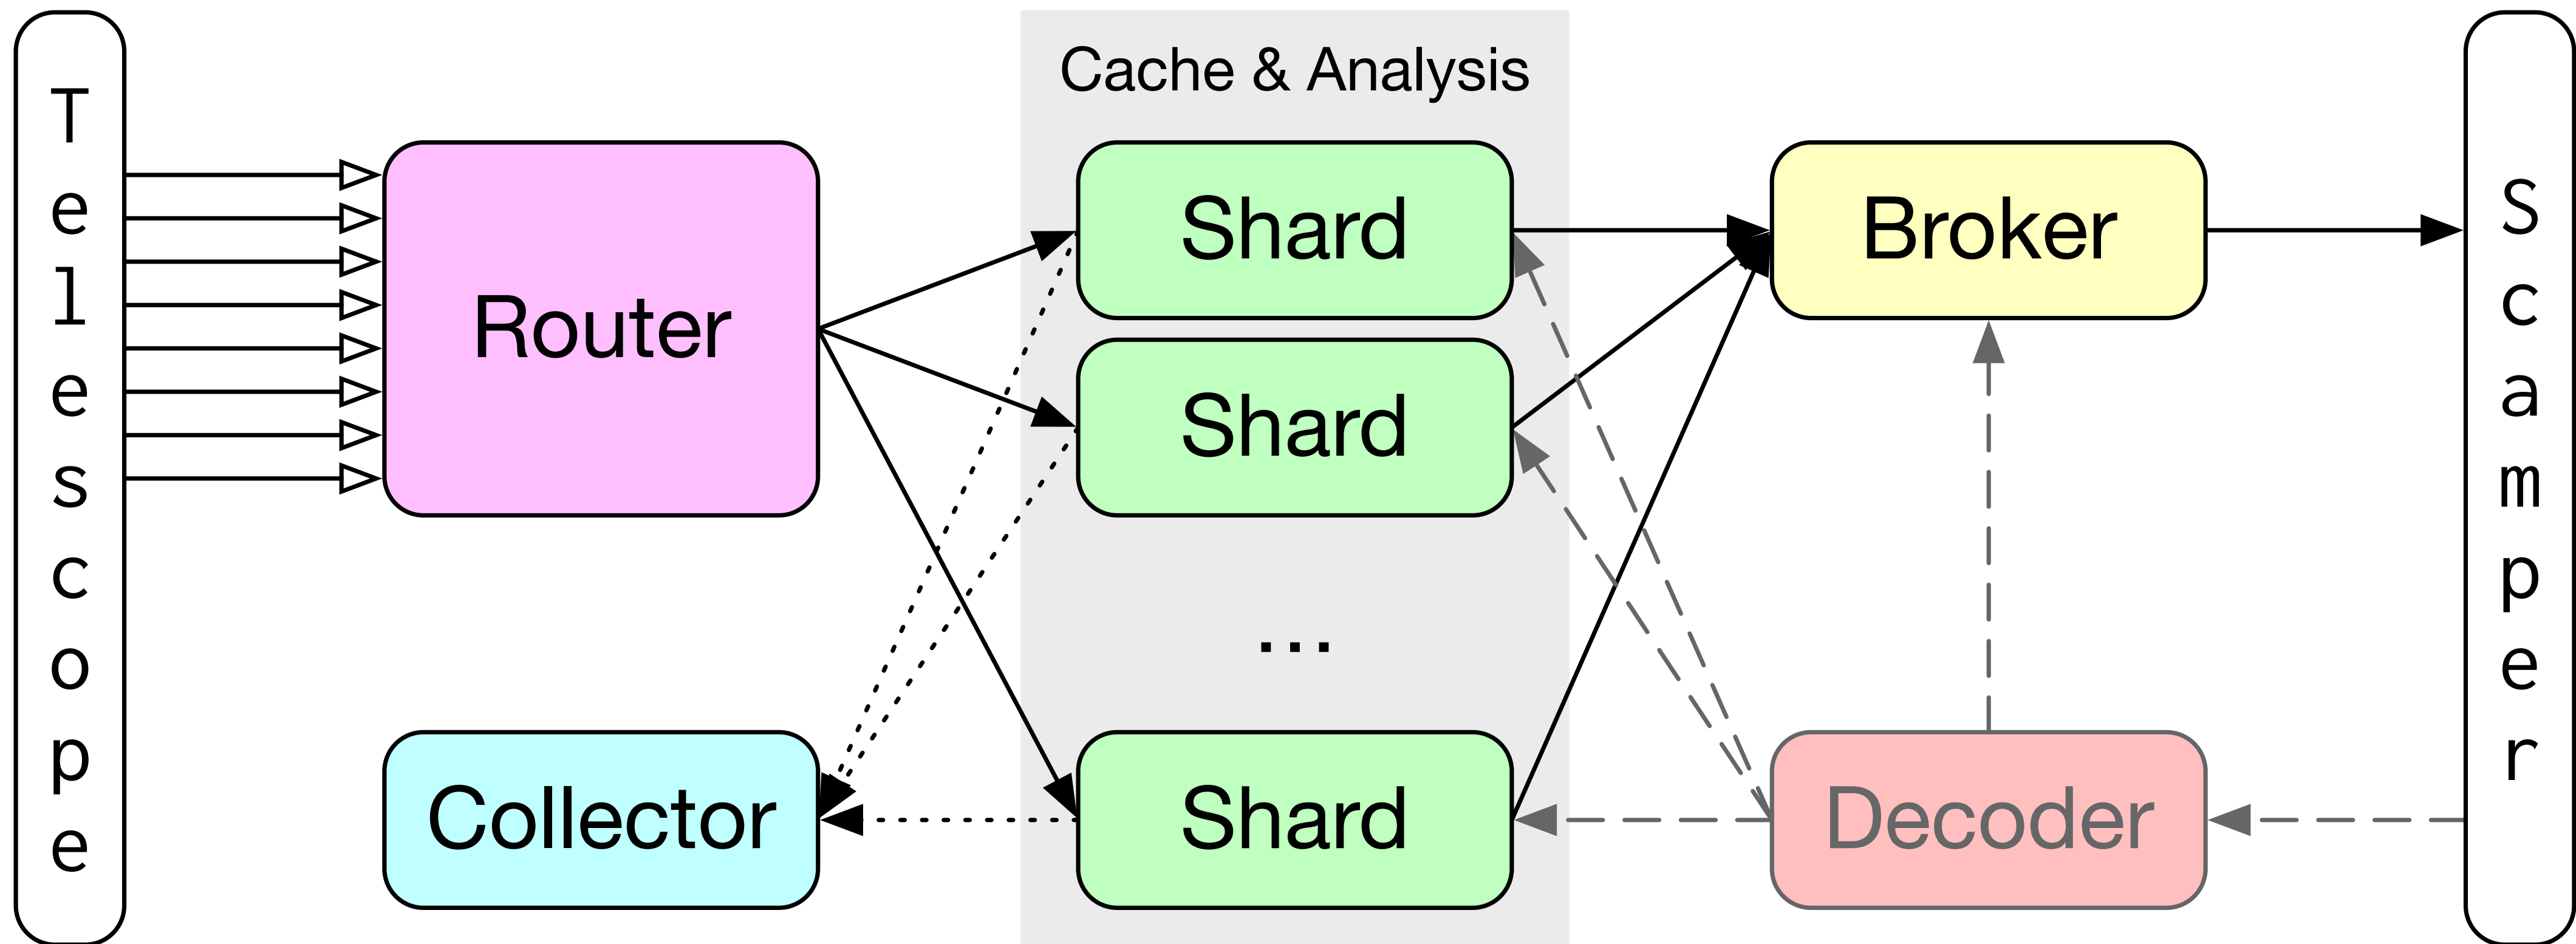 Telescope
Cache & Analysis
Router
Shard
Shard
...
Shard
Collector
Broker
Decoder
Scamper